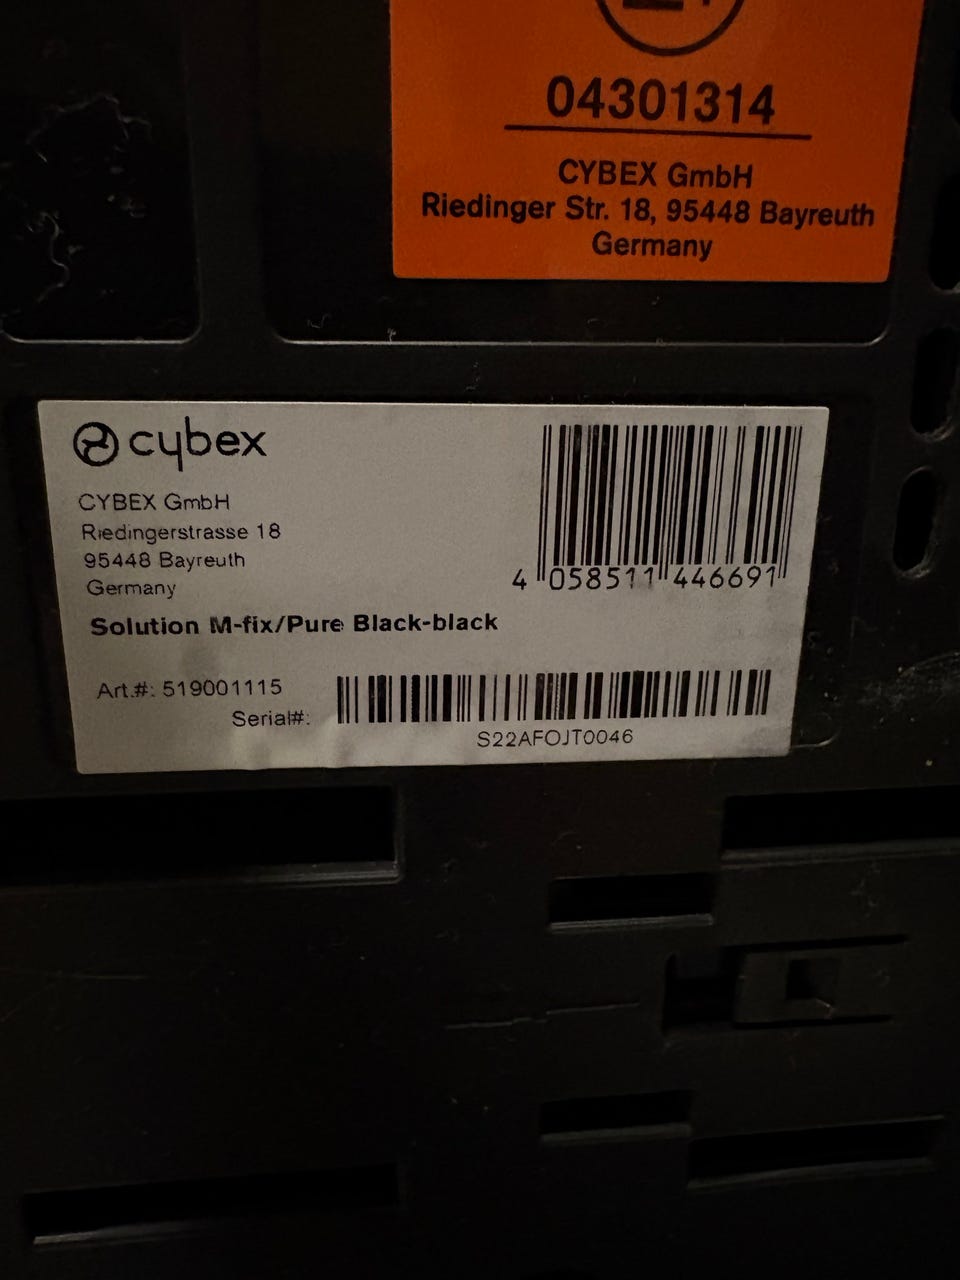 04301314
CYBEX GmbH
Riedinger Str. 18, 95448 Bayreuth
Germany
cybex
CYBEX GmbH
Riedingerstrasse 18
95448 Bayreuth
Germany
4 058511 446691
Solution M-fix/Pure Black-black
Art.#: 519001115
Serial#:
S22AFOJT0046